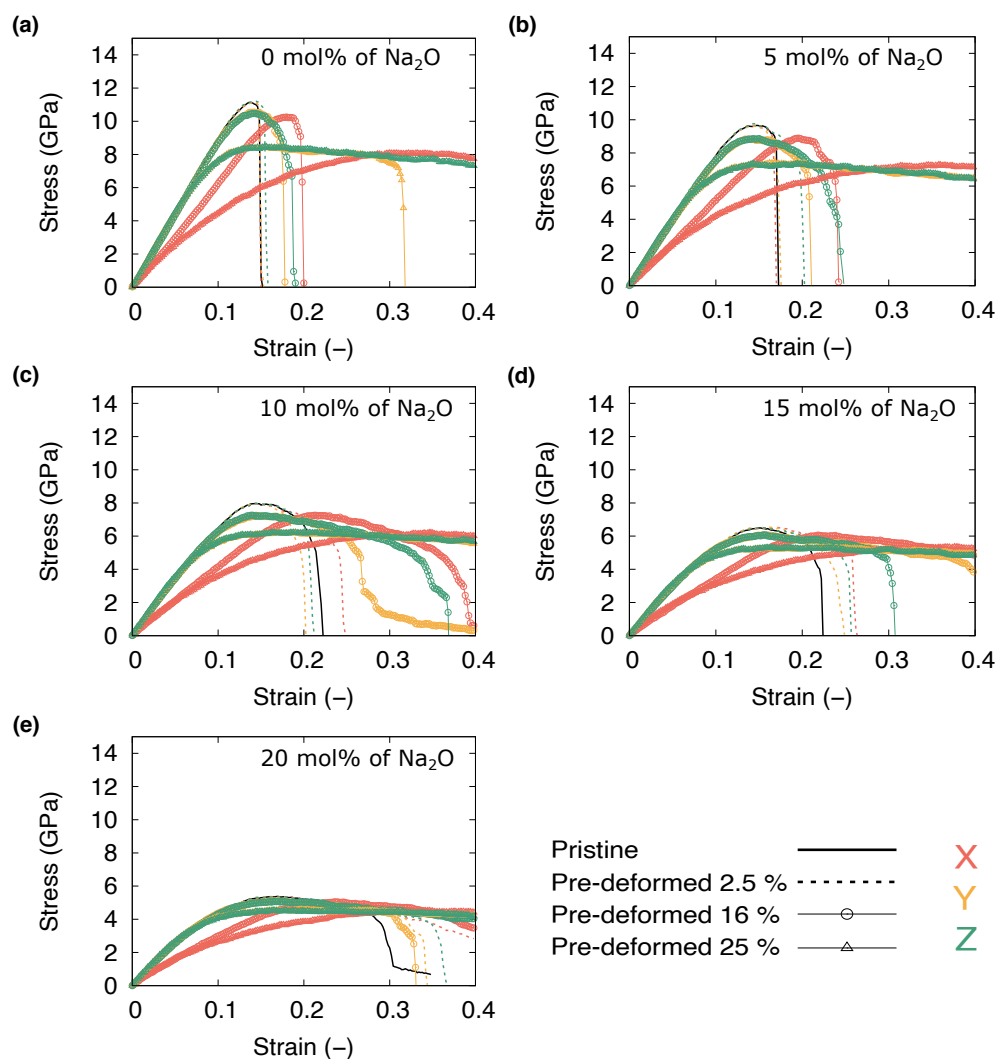 (a)
0 mol% of Na₂O
Stress (GPa)
14
12
10
8
6
4
2
0
0 0.1 0.2 0.3 0.4
Strain (–)
(b)
5 mol% of Na₂O
Stress (GPa)
14
12
10
8
6
4
2
0
0 0.1 0.2 0.3 0.4
Strain (–)
(c)
10 mol% of Na₂O
Stress (GPa)
14
12
10
8
6
4
2
0
0 0.1 0.2 0.3 0.4
Strain (–)
(d)
15 mol% of Na₂O
Stress (GPa)
14
12
10
8
6
4
2
0
0 0.1 0.2 0.3 0.4
Strain (–)
(e)
20 mol% of Na₂O
Stress (GPa)
14
12
10
8
6
4
2
0
0 0.1 0.2 0.3 0.4
Strain (–)
Pristine
Pre-deformed 2.5 %
Pre-deformed 16 %
Pre-deformed 25 %
X
Y
Z